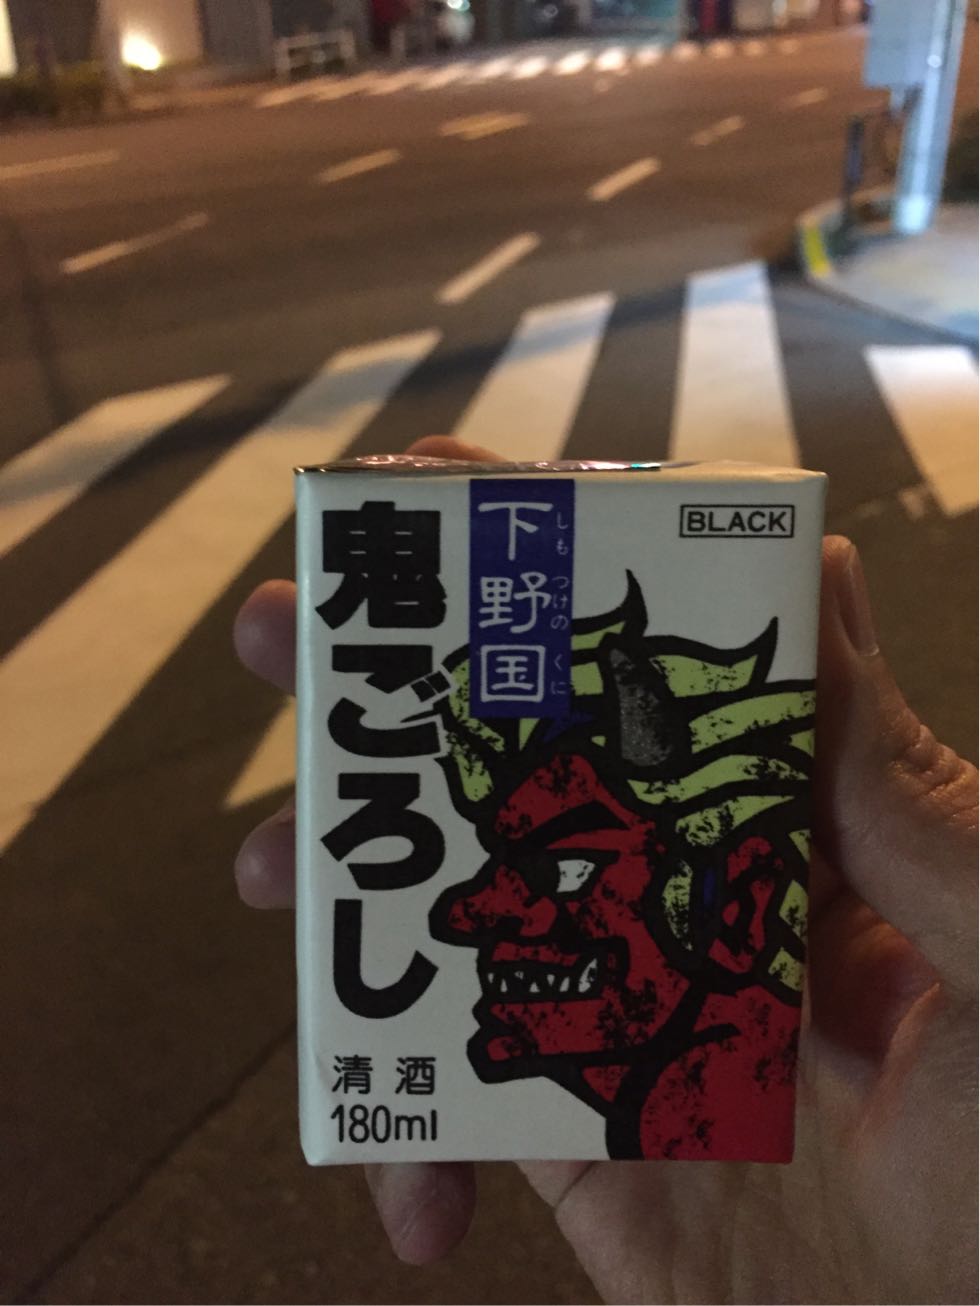 鬼ごろし
下野国
しもつけのくに
BLACK
清酒
180ml